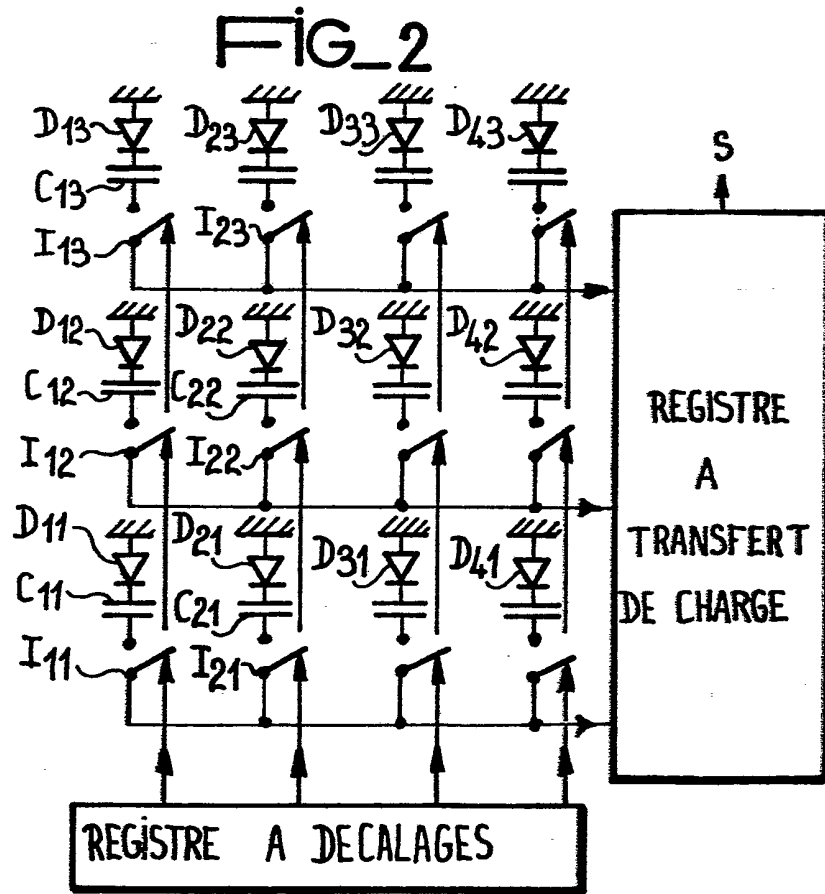 FiG_2
D13 D23 D33 D43
S
C13
I13 I23
D12 D22 D32 D42
C12 C22
REGISTRE
I12 I22
A
D11 D21 D31 D41
TRANSFERT
C11 C21
DE CHARGE
I11 I21
REGiSTRE A DECALAGES